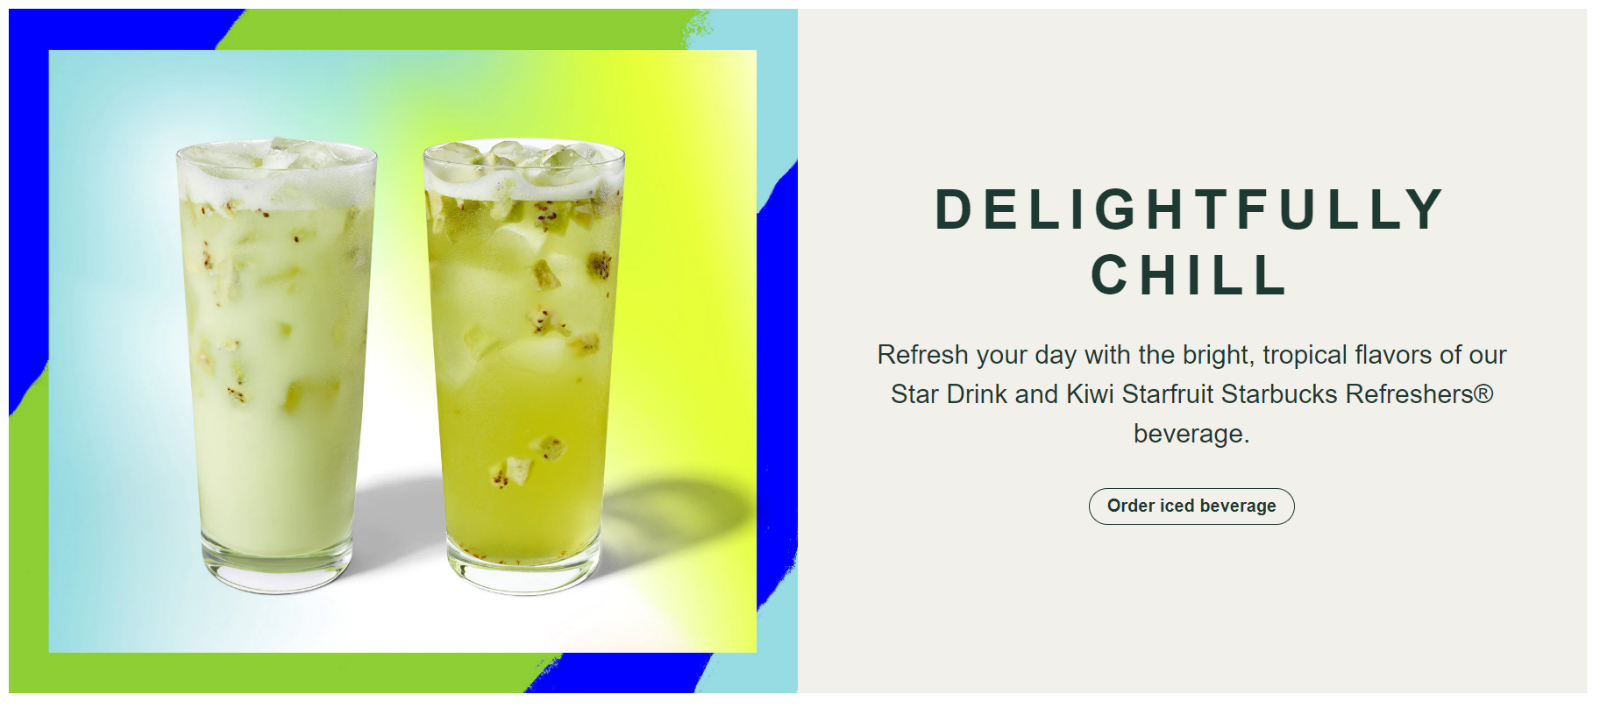 DELIGHTFULLY
CHILL
Refresh your day with the bright, tropical flavors of our
Star Drink and Kiwi Starfruit Starbucks Refreshers®
beverage.
Order iced beverage